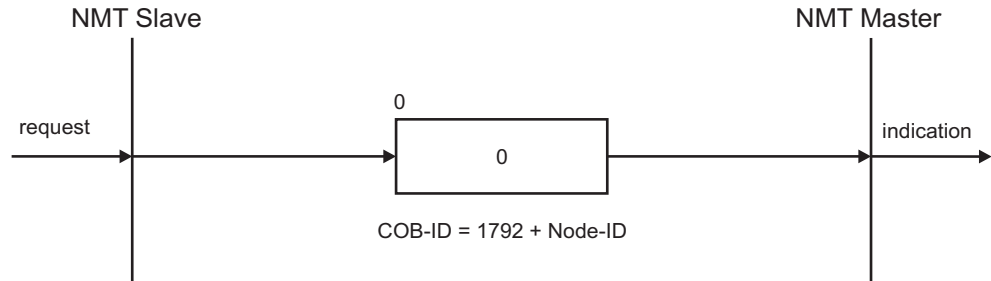 NMT Slave
NMT Master
0
request
indication
0
COB-ID = 1792 + Node-ID